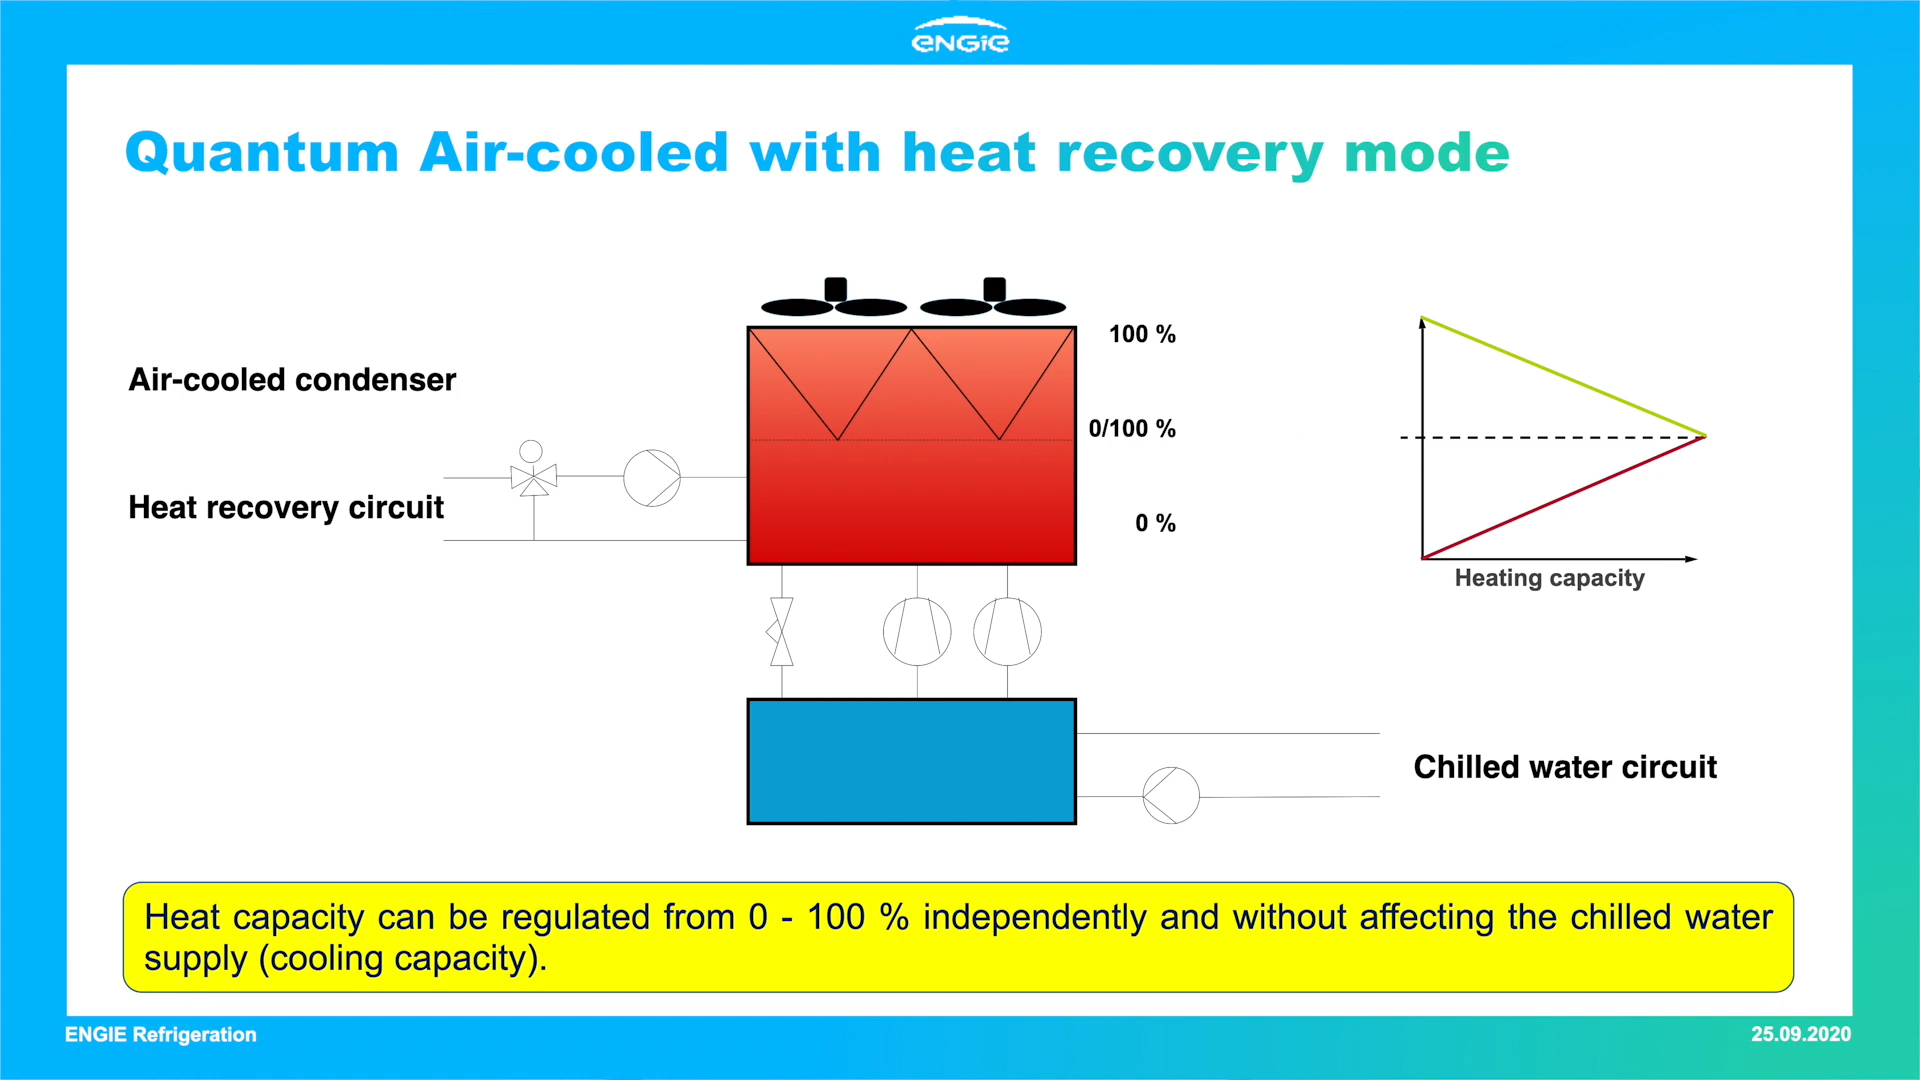 ENGIE
Quantum Air-cooled with heat recovery mode
100 %
Air-cooled condenser
0/100 %
Heat recovery circuit
0 %
Heating capacity
Chilled water circuit
Heat capacity can be regulated from 0 - 100 % independently and without affecting the chilled water
supply (cooling capacity).
ENGIE Refrigeration
25.09.2020